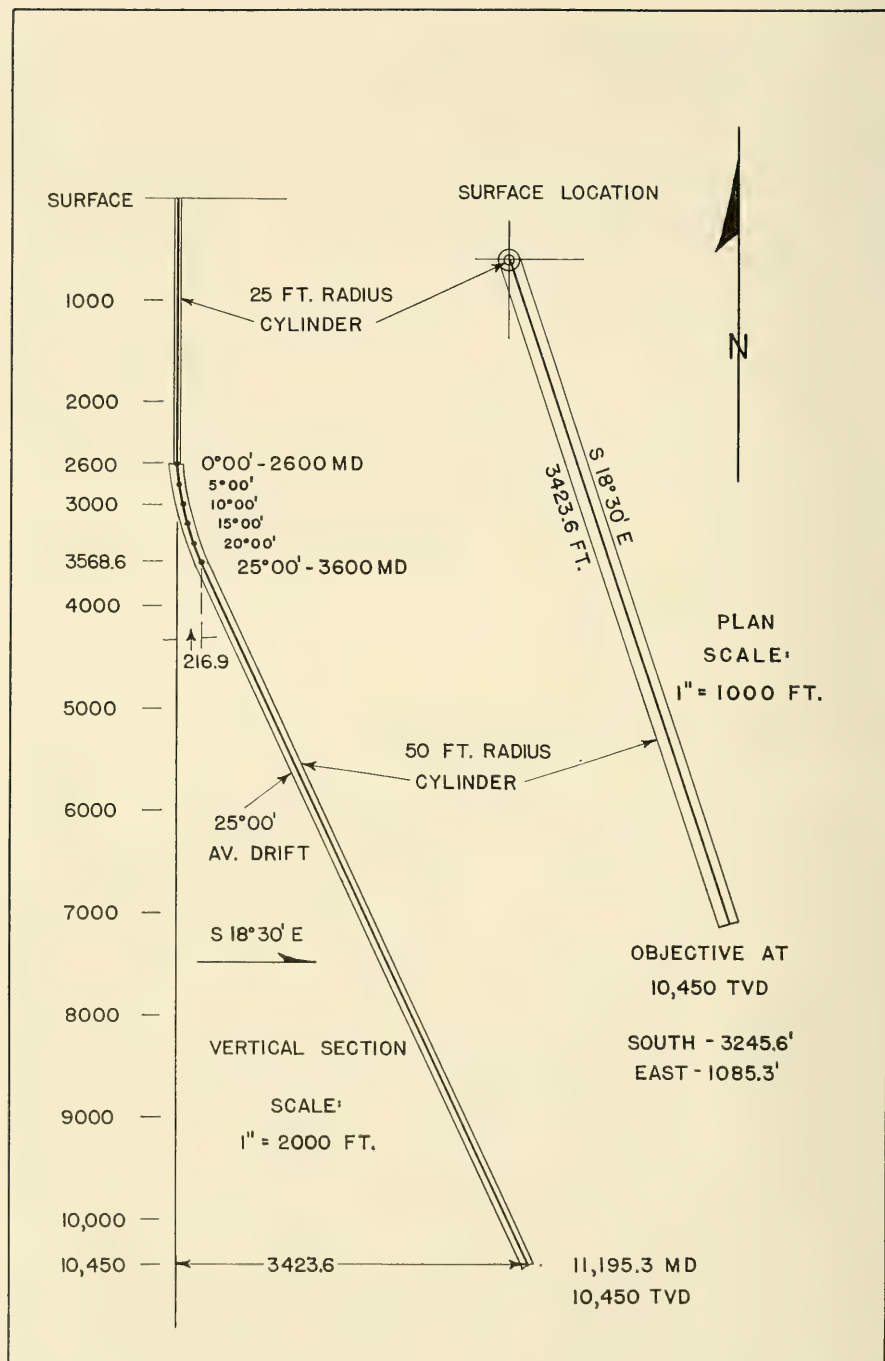 SURFACE
1000
2000
2600
3000
3568.6
4000
5000
6000
7000
8000
9000
10,000
10,450
25 FT. RADIUS
CYLINDER
0°00' - 2600 MD
5°00'
10°00'
15°00'
20°00'
25°00' - 3600 MD
216.9
50 FT. RADIUS
CYLINDER
25°00'
AV. DRIFT
S 18°30' E
VERTICAL SECTION
SCALE:
1" = 2000 FT.
3423.6
11,195.3 MD
10,450 TVD
SURFACE LOCATION
N
S 18°30' E
3423.6 FT.
PLAN
SCALE:
1" = 1000 FT.
OBJECTIVE AT
10,450 TVD
SOUTH - 3245.6'
EAST - 1085.3'